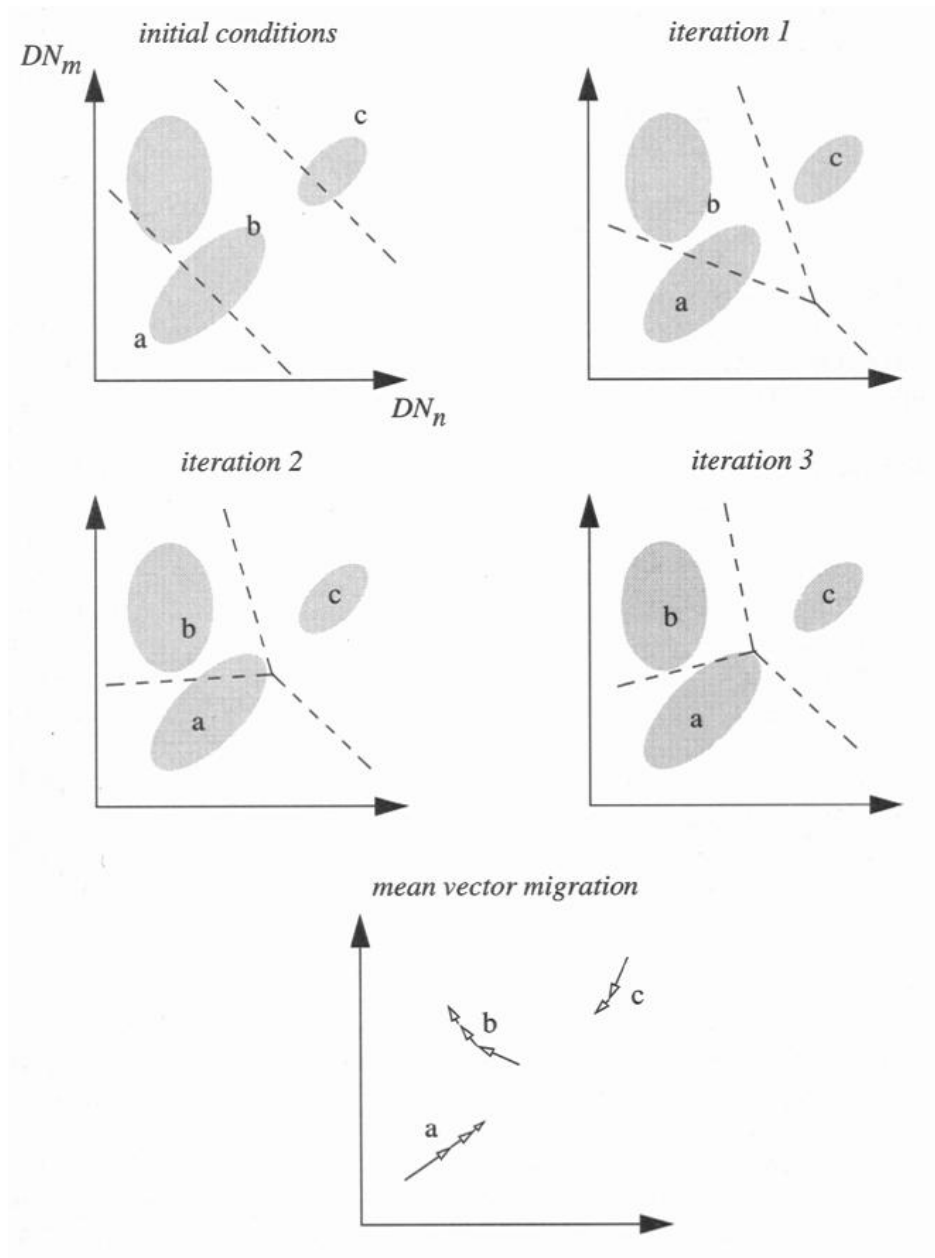 initial conditions
iteration 1
DNm
c
b
a
DNn
c
b
a
iteration 2
iteration 3
b
c
a
b
c
a
mean vector migration
c
b
a